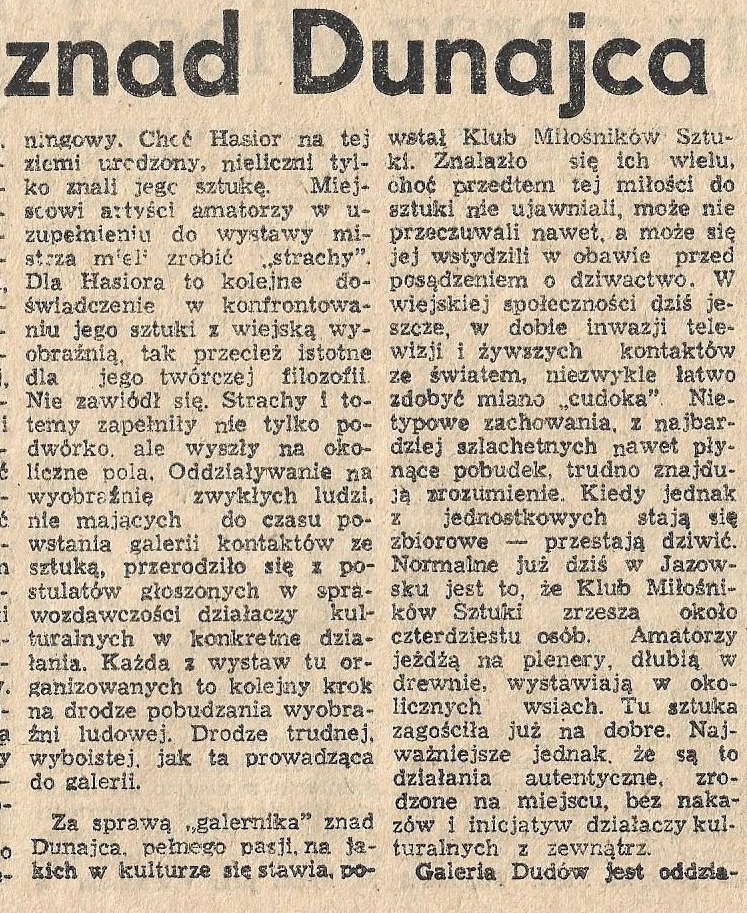 znad Dunajca
ningowy. Choć Hasior na tej
ziemi urodzony, nieliczni tyl-
ko znali jego sztukę. Miej-
scowi artyści amatorzy w u-
zupełnieniu do wystawy mi-
strza mieli zrobić „strachy”.
Dla Hasiora to kolejne do-
świadczenie w konfrontowa-
niu jego sztuki z wiejską wy-
obraźnią, tak przecież istotne
dla jego twórczej filozofii.
Nie zawiódł się. Strachy i to-
temy zapełniły nie tylko po-
dwórko, ale wyszły na oko-
liczne pola. Oddziaływanie na
wyobraźnię zwykłych ludzi,
nie mających do czasu po-
wstania galerii kontaktów ze
sztuką, przerodziło się z po-
stulatów głoszonych w spra-
wozdawczości działaczy kul-
turalnych w konkretne dzia-
łania. Każda z wystaw tu or-
ganizowanych to kolejny krok
na drodze pobudzania wyobra-
źni ludowej. Drodze trudnej,
wyboistej, jak ta prowadząca
do galerii.
Za sprawą „galernika” znad
Dunajca, pełnego pasji, na ja-
kich w kulturze się stawia, po-
wstał Klub Miłośników Sztu-
ki. Znalazło się ich wielu,
choć przedtem tej miłości do
sztuki nie ujawniali, może nie
przeczuwali nawet, a może się
jej wstydzili w obawie przed
posądzeniem o dziwactwo. W
wiejskiej społeczności dziś je-
szcze, w dobie inwazji tele-
wizji i żywszych kontaktów
ze światem, niezwykle łatwo
zdobyć miano „cudoka”. Nie-
typowe zachowania, z najbar-
dziej szlachetnych nawet pły-
nące pobudek, trudno znajdu-
ją zrozumienie. Kiedy jednak
z jednostkowych stają się
zbiorowe — przestają dziwić.
Normalne już dziś w Jazow-
sku jest to, że Klub Miłośni-
ków Sztuki zrzesza około
czterdziestu osób. Amatorzy
jeżdżą na plenery, dłubią w
drewnie, wystawiają w oko-
licznych wsiach. Tu sztuka
zagościła już na dobre. Naj-
ważniejsze jednak, że są to
działania autentyczne, zro-
dzone na miejscu, bez naka-
zów i inicjatyw działaczy kul-
turalnych z zewnątrz.
Galeria Dudów jest oddzia-